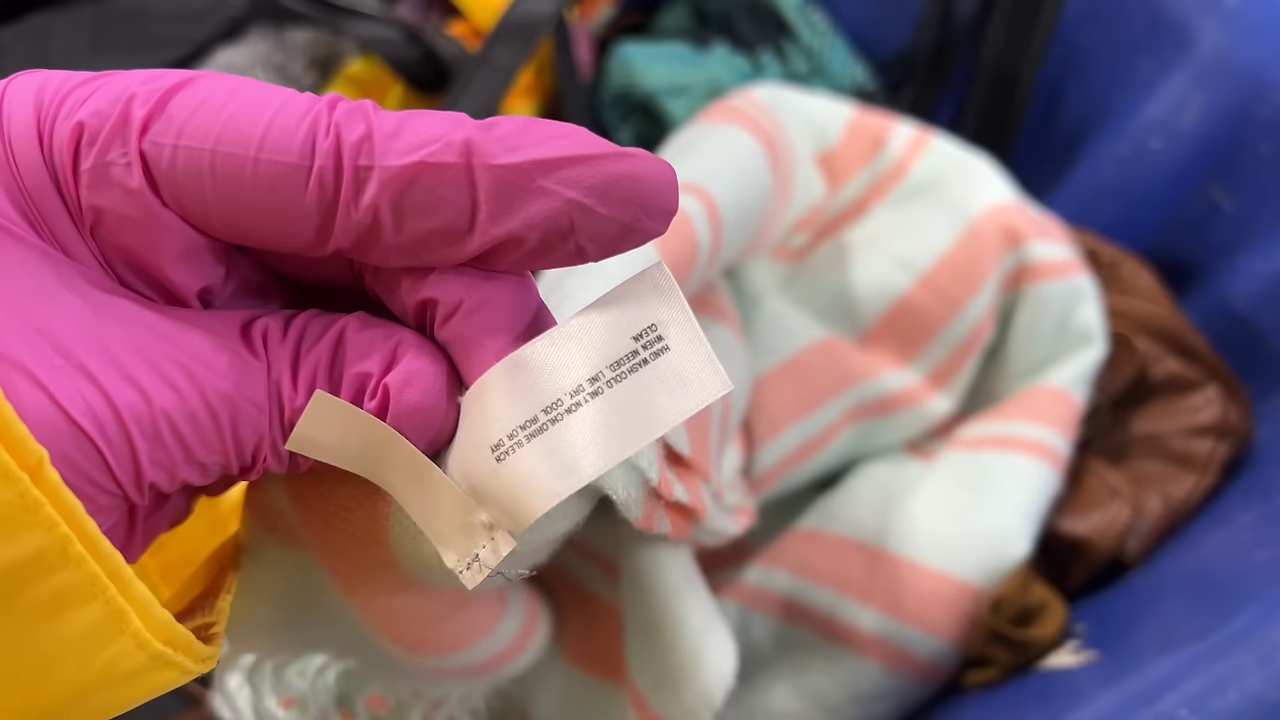 HAND WASH COLD, ONLY NON-CHLORINE BLEACH
WHEN NEEDED, LINE DRY, COOL IRON,OR DRY
CLEAN.